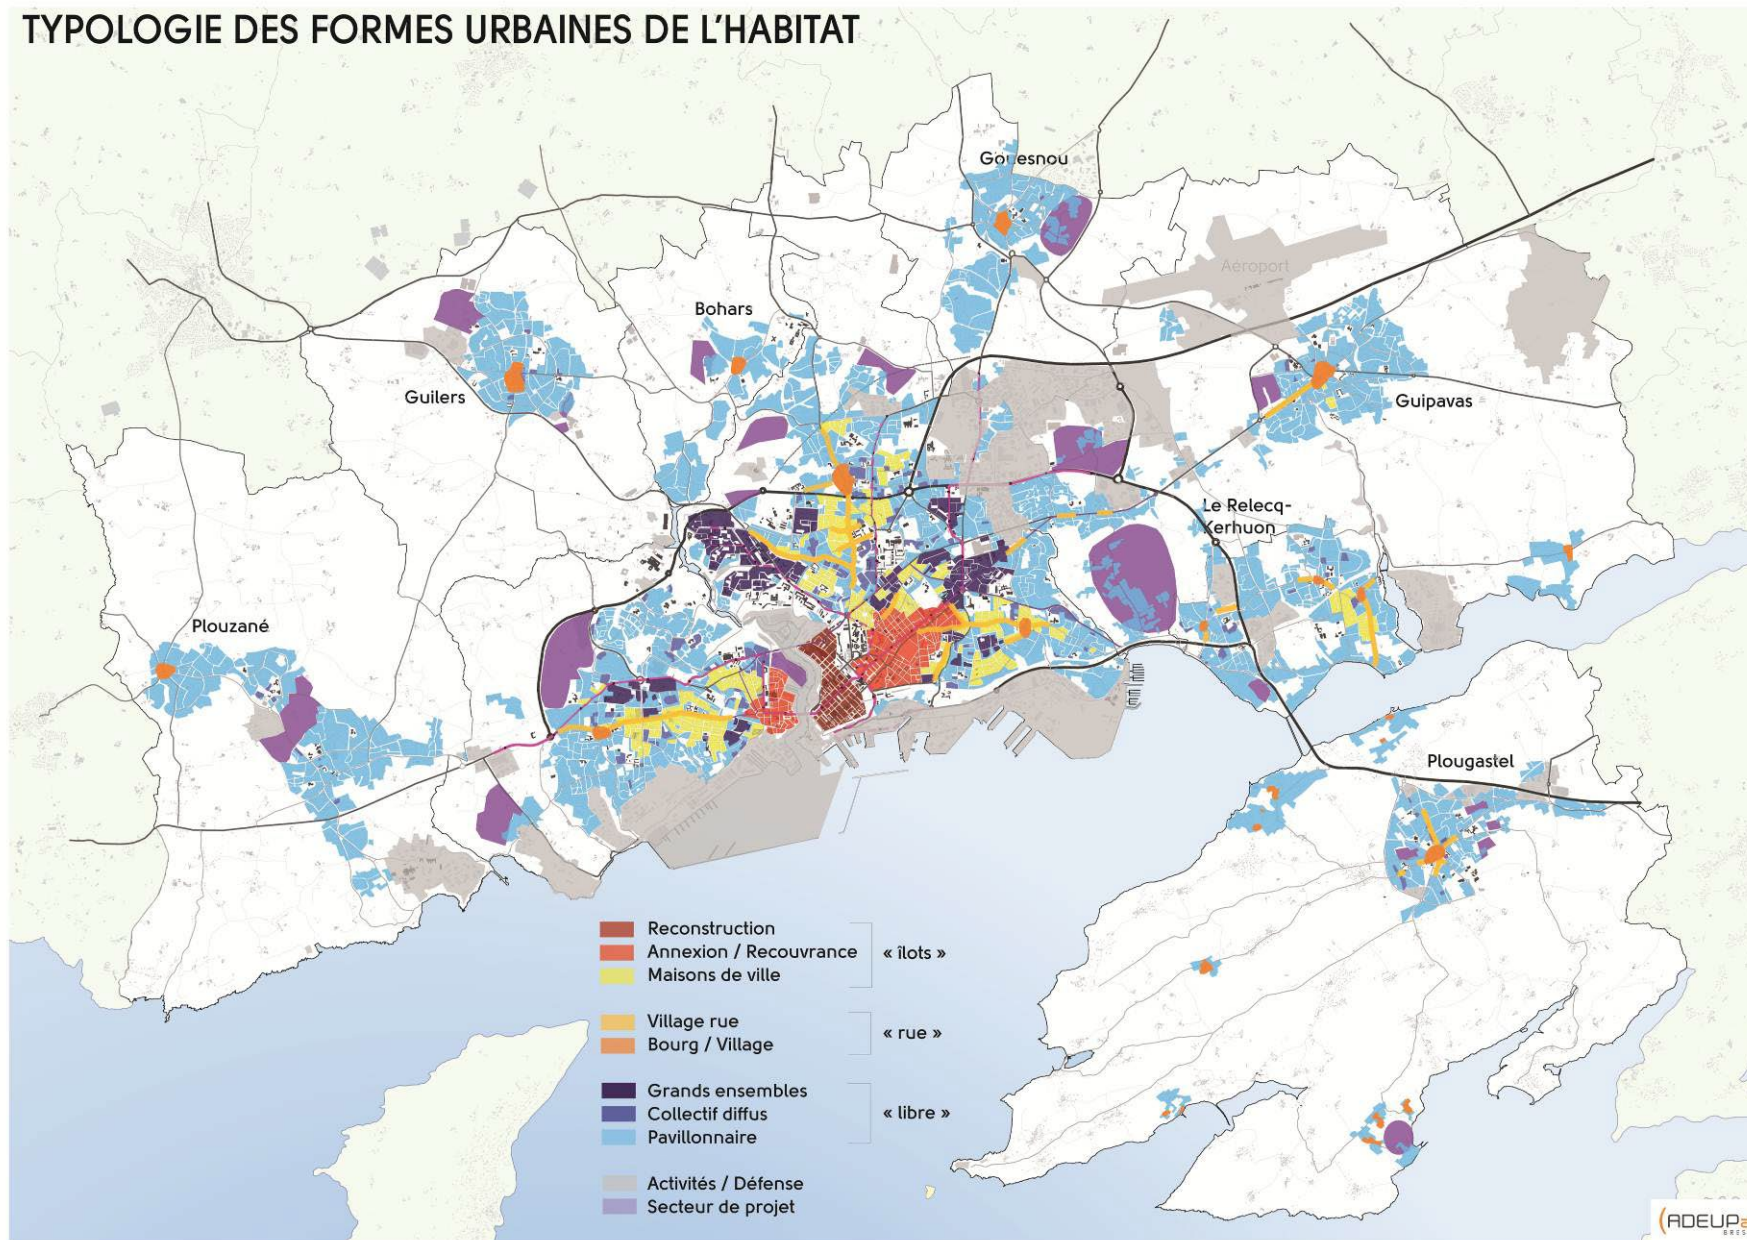 TYPOLOGIE DES FORMES URBAINES DE L'HABITAT
Gouesnou
Aéroport
Bohars
Guilers
Guipavas
Le Relecq-
Kerhuon
Plouzané
Plougastel
Reconstruction
Annexion / Recouvrance
Maisons de ville
« îlots »
Village rue
Bourg / Village
« rue »
Grands ensembles
Collectif diffus
Pavillonnaire
« libre »
Activités / Défense
Secteur de projet
ADEUP
BRES